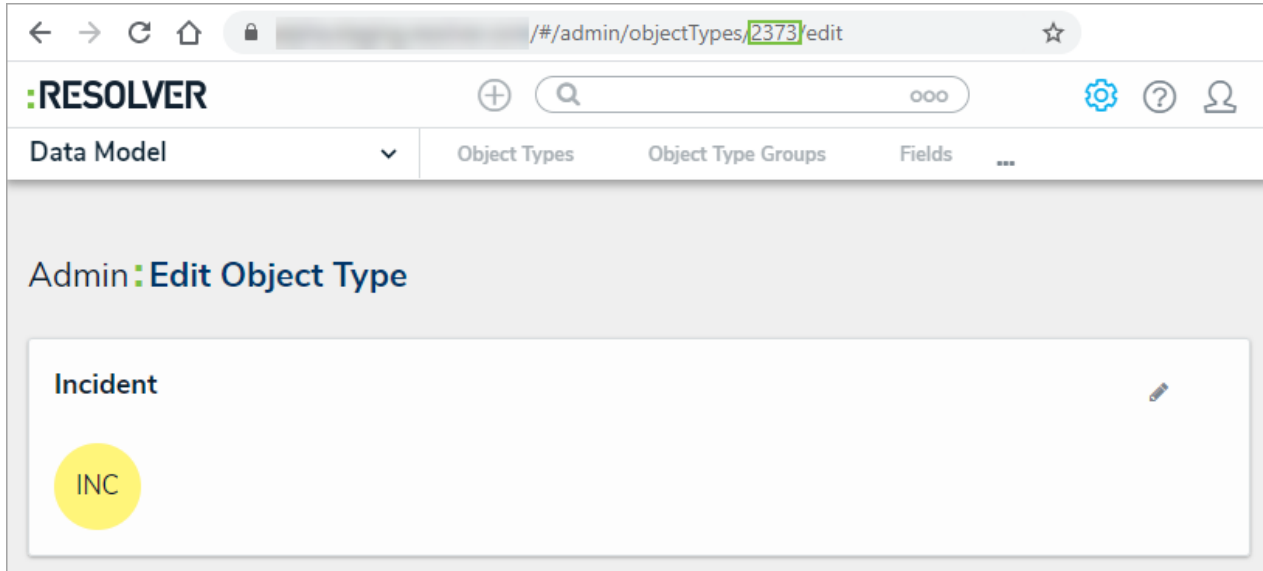 /#/admin/objectTypes/2373/edit
:RESOLVER
Data Model Object Types Object Type Groups Fields ...
Admin:Edit Object Type
Incident
INC